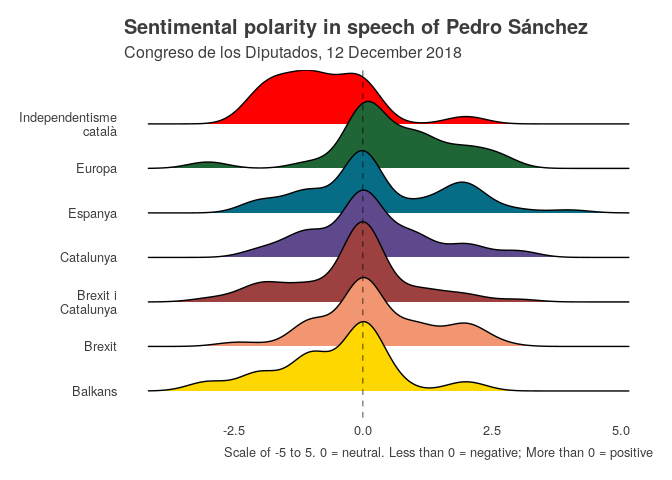 Sentimental polarity in speech of Pedro Sánchez
Congreso de los Diputados, 12 December 2018
Independentisme
català
Europa
Espanya
Catalunya
Brexit i
Catalunya
Brexit
Balkans
-2.5 0.0 2.5 5.0
Scale of -5 to 5. 0 = neutral. Less than 0 = negative; More than 0 = positive